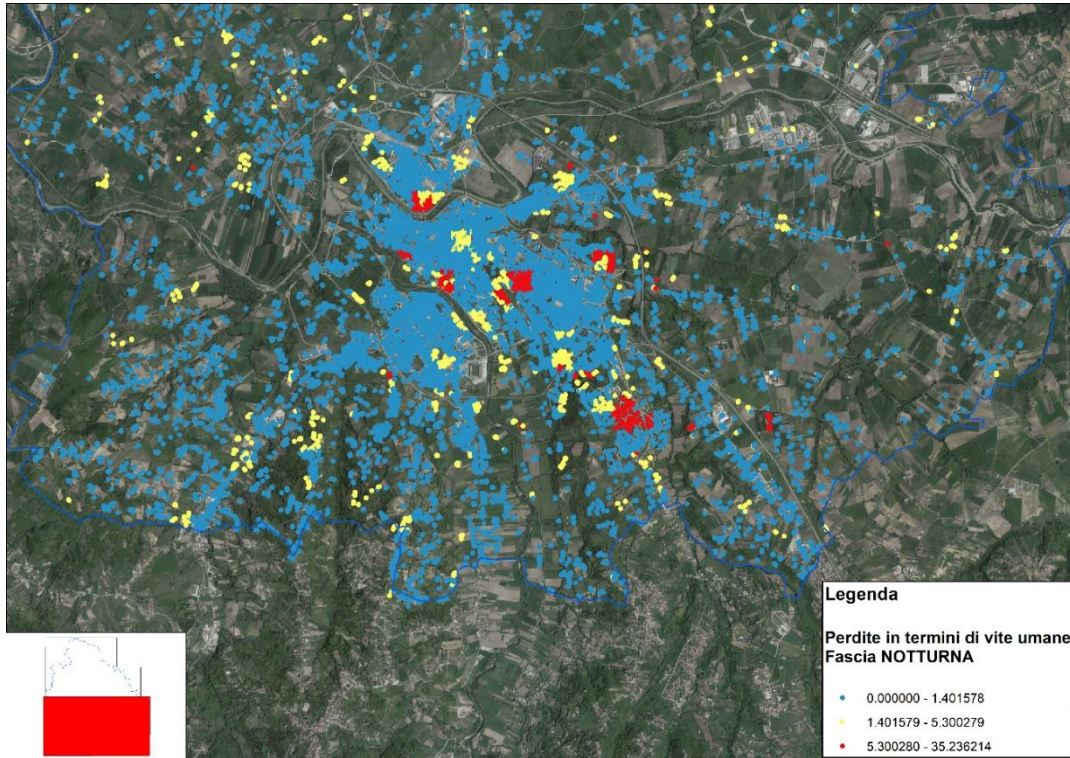 Legenda
Perdite in termini di vite umane
Fascia NOTTURNA
0.000000 - 1.401578
1.401579 - 5.300279
5.300280 - 35.236214